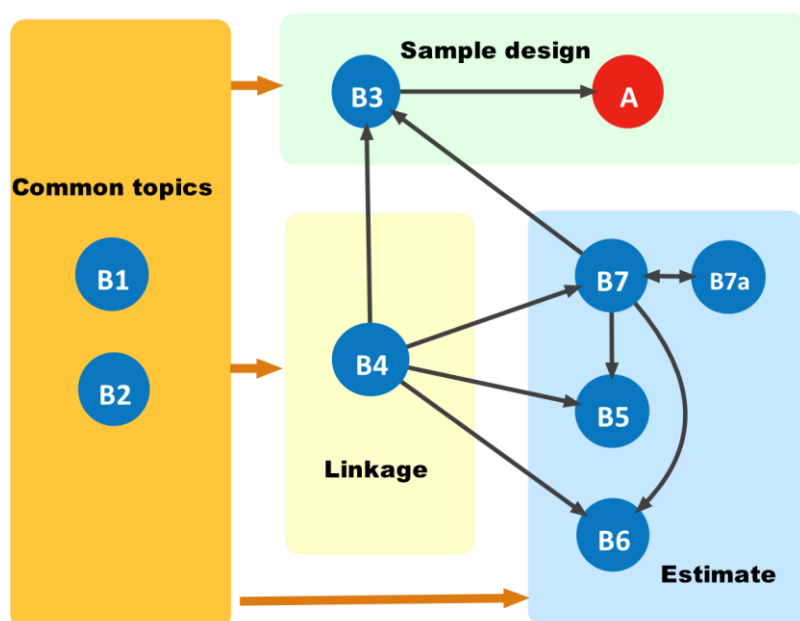 Sample design
B3
A
Common topics
B1
B2
B7
B7a
B4
B5
Linkage
B6
Estimate